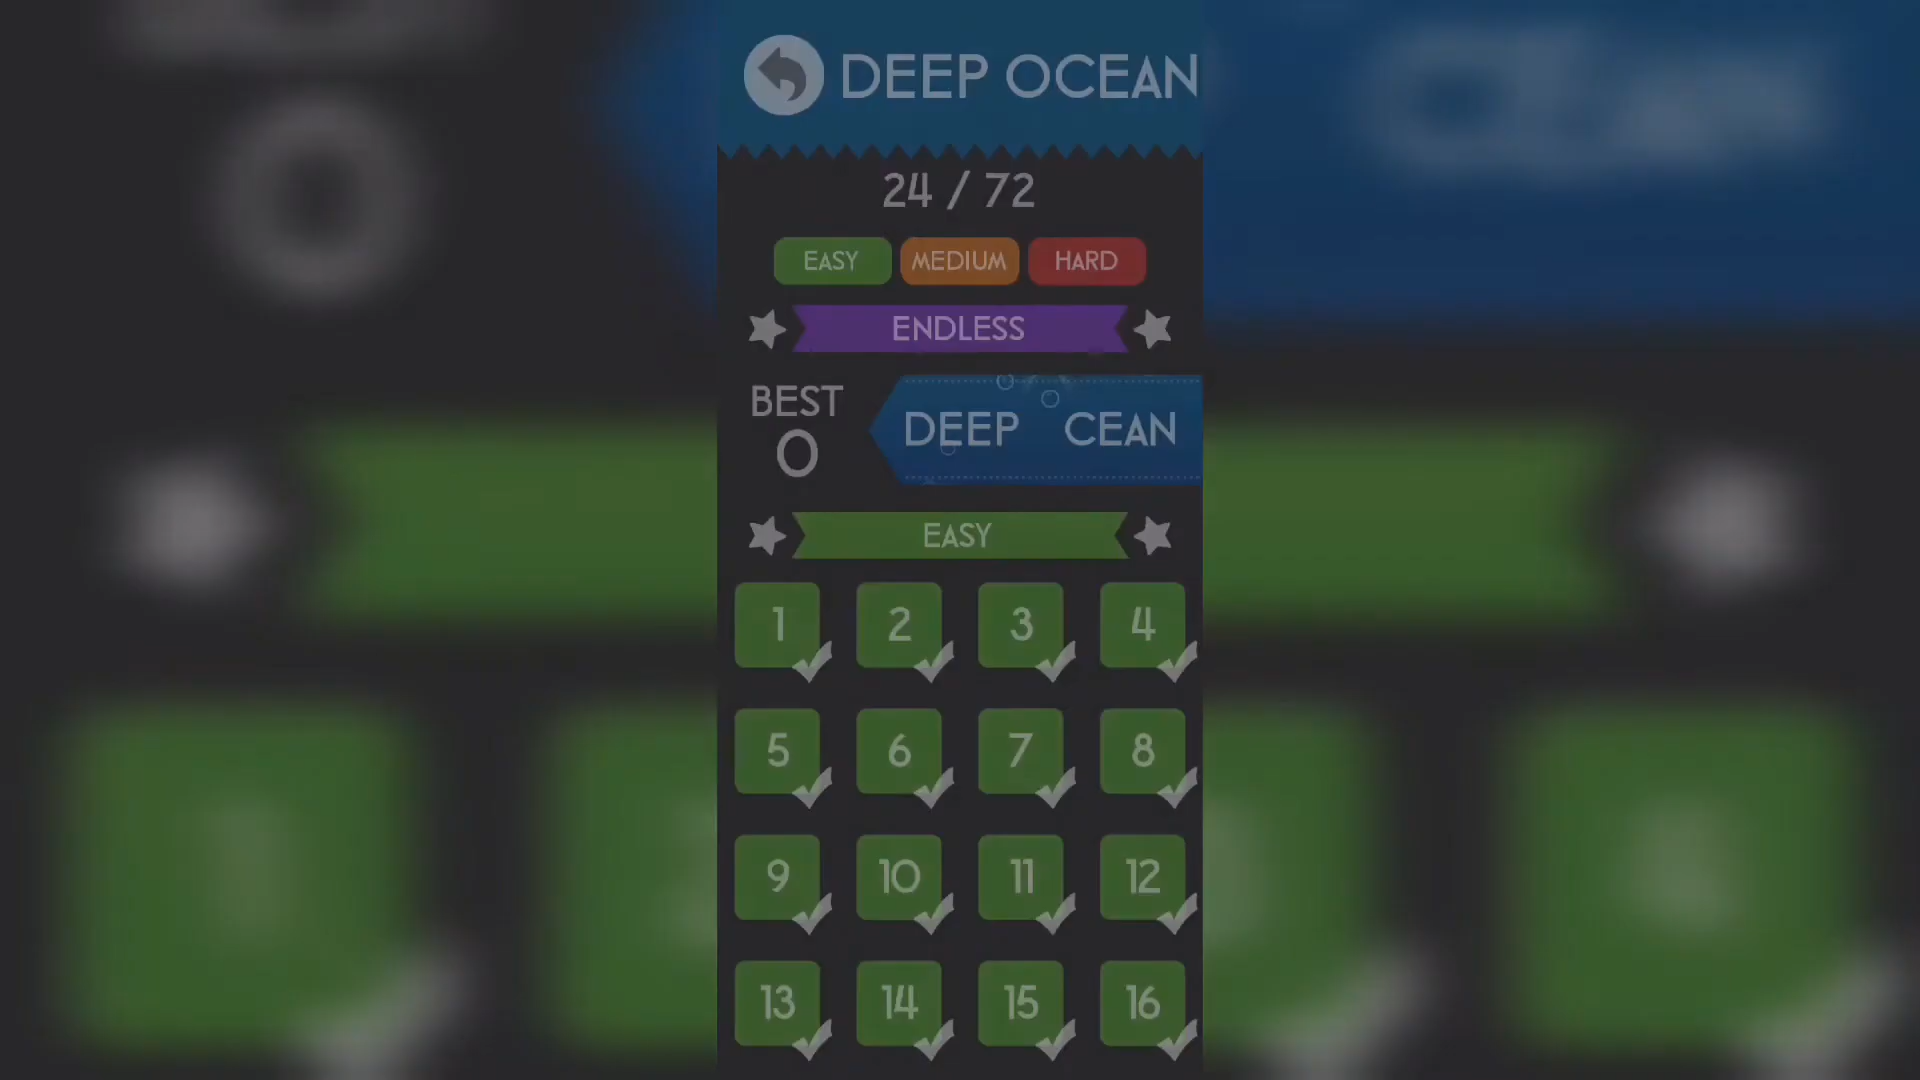 DEEP OCEAN
24 / 72
EASY MEDIUM HARD
ENDLESS
BEST
0
DEEP CEAN
EASY
1 2 3 4
5 6 7 8
9 10 11 12
13 14 15 16